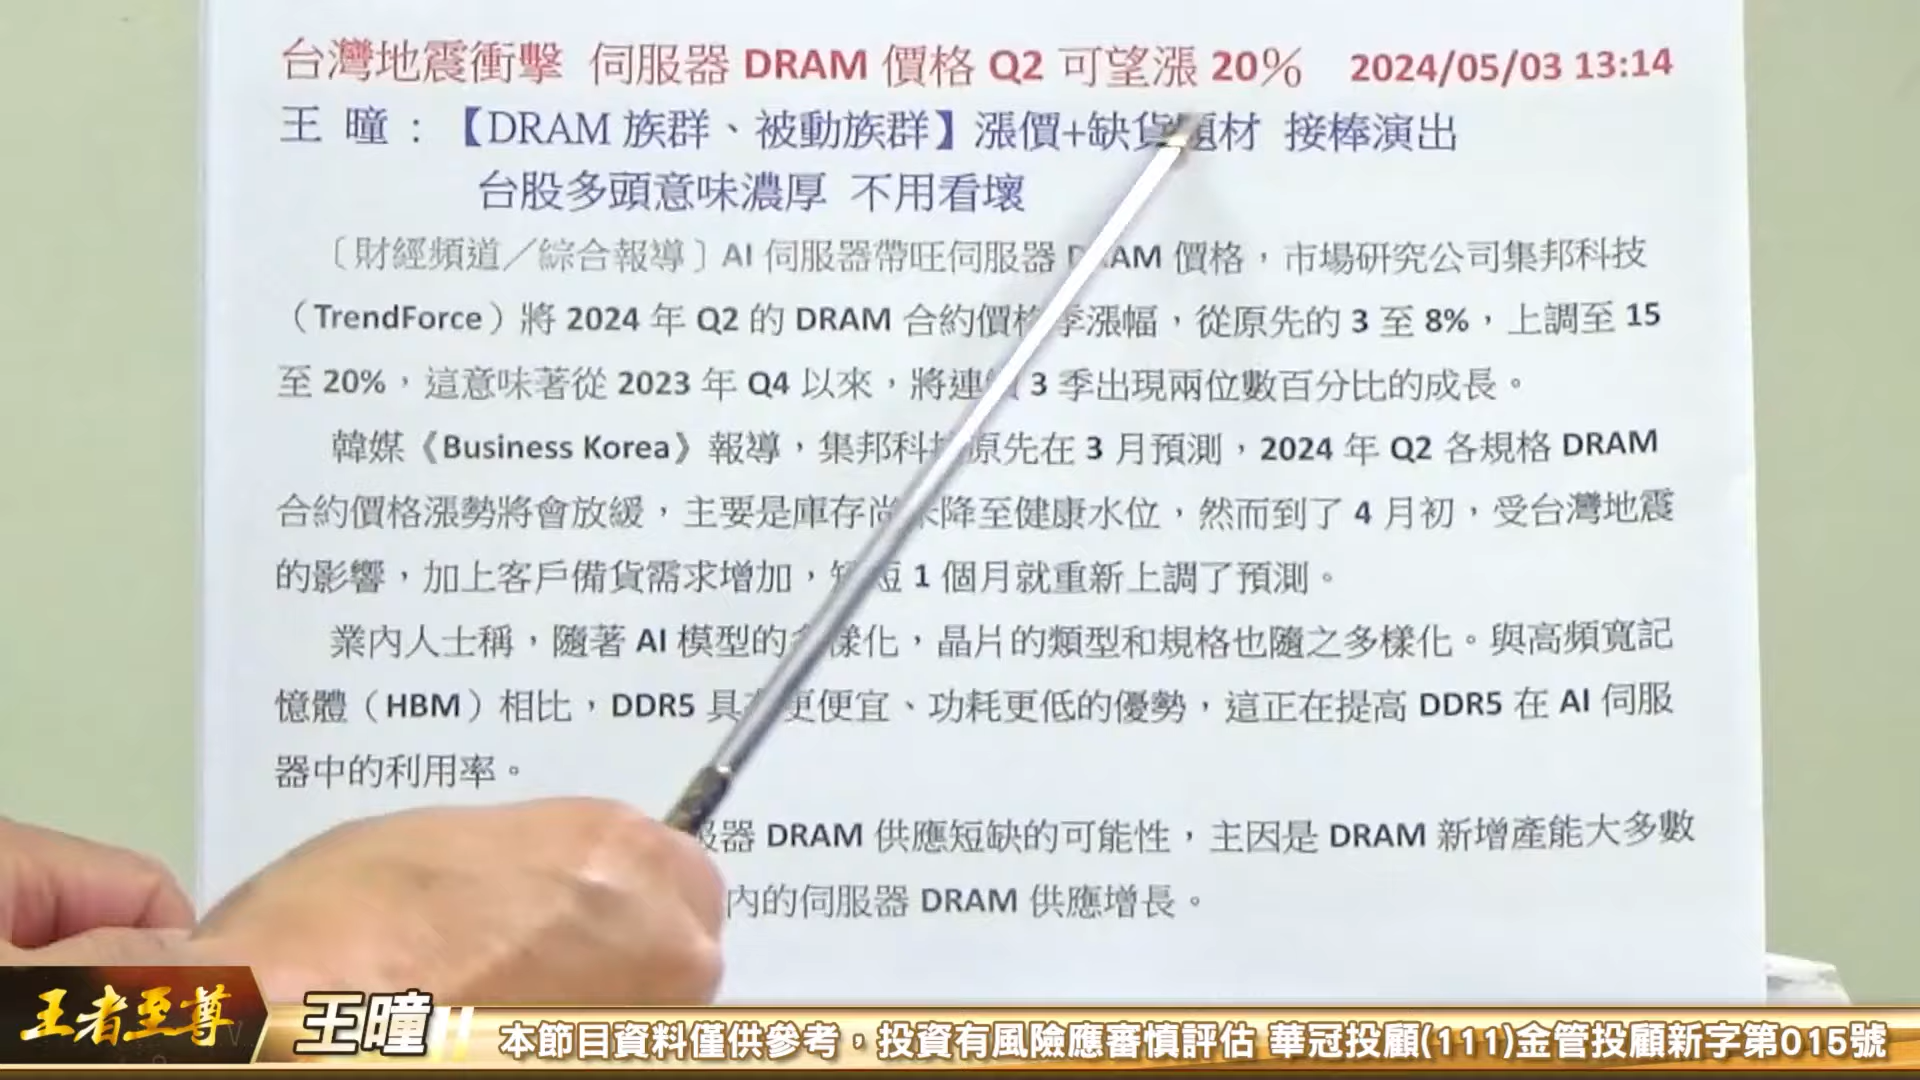 台灣地震衝擊 伺服器 DRAM 價格 Q2 可望漲 20% 2024/05/03 13:14
王 曈：【DRAM 族群、被動族群】漲價+缺貨題材 接棒演出
台股多頭意味濃厚 不用看壞
〔財經頻道／綜合報導〕AI 伺服器帶旺伺服器 DRAM 價格，市場研究公司集邦科技
（TrendForce）將 2024 年 Q2 的 DRAM 合約價格季漲幅，從原先的 3 至 8%，上調至 15
至 20%，這意味著從 2023 年 Q4 以來，將連續 3 季出現兩位數百分比的成長。
韓媒《Business Korea》報導，集邦科技原先在 3 月預測，2024 年 Q2 各規格 DRAM
合約價格漲勢將會放緩，主要是庫存尚未降至健康水位，然而到了 4 月初，受台灣地震
的影響，加上客戶備貨需求增加，短短 1 個月就重新上調了預測。
業內人士稱，隨著 AI 模型的多樣化，晶片的類型和規格也隨之多樣化。與高頻寬記
憶體（HBM）相比，DDR5 具有更便宜、功耗更低的優勢，這正在提高 DDR5 在 AI 伺服
器中的利用率。
服器 DRAM 供應短缺的可能性，主因是 DRAM 新增產能大多數
內的伺服器 DRAM 供應增長。
王者至尊
王曈
本節目資料僅供參考，投資有風險應審慎評估 華冠投顧(111)金管投顧新字第015號